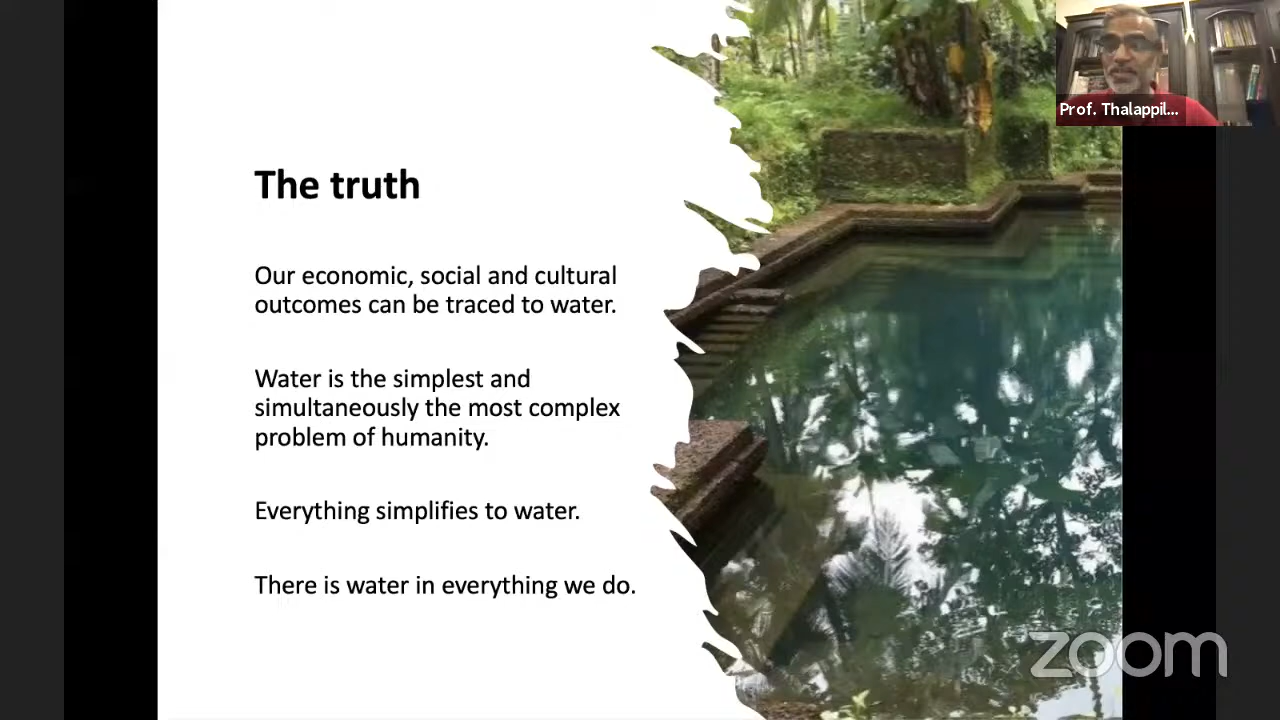 Prof. Thalappil...
The truth
Our economic, social and cultural
outcomes can be traced to water.
Water is the simplest and
simultaneously the most complex
problem of humanity.
Everything simplifies to water.
There is water in everything we do.
zoom